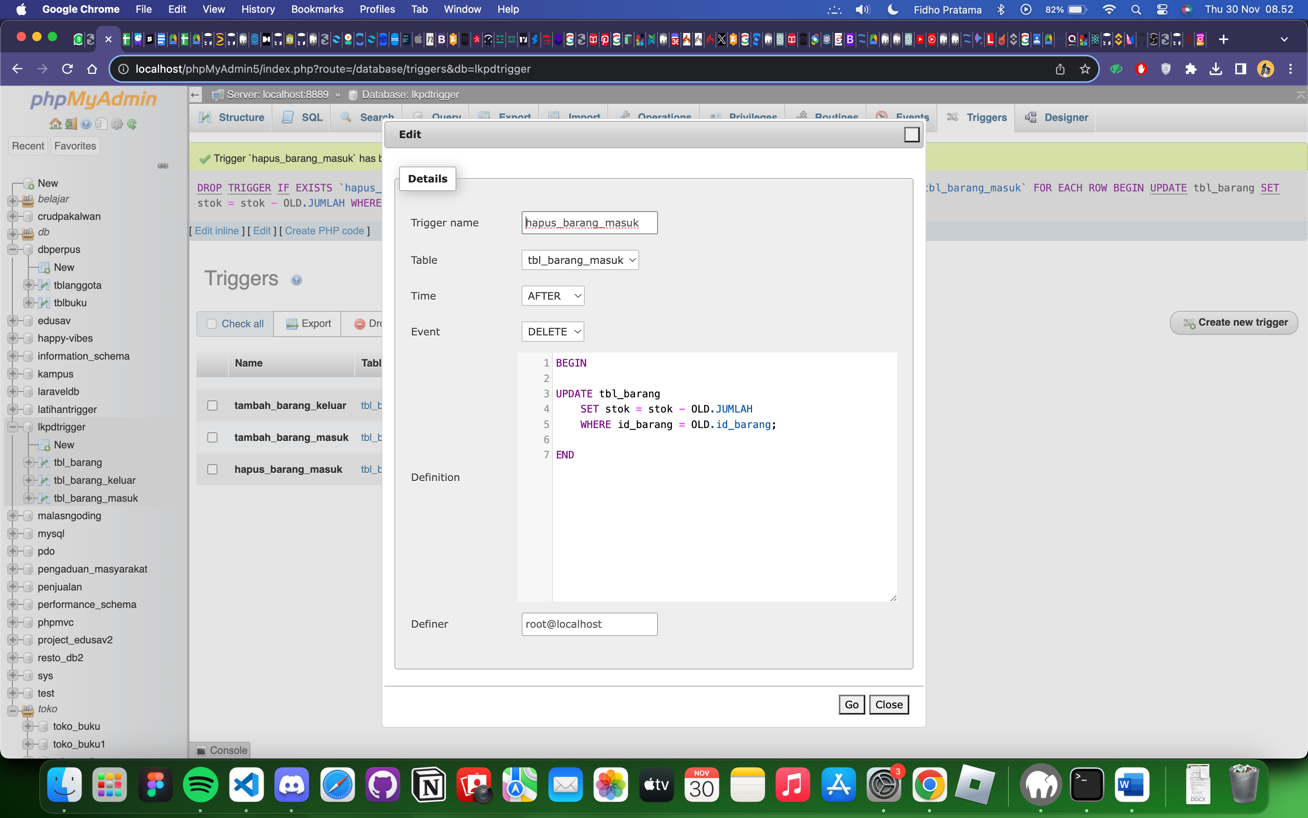 Google Chrome File Edit View History Bookmarks Profiles Tab Window Help Fidho Pratama 82% Thu 30 Nov 08.52
localhost/phpMyAdmin5/index.php?route=/database/triggers&db=lkpdtrigger
phpMyAdmin
Recent Favorites
New
belajar
crudpakalwan
db
dbperpus
New
tblanggota
tblbuku
edusav
happy-vibes
information_schema
kampus
laraveldb
latihantrigger
lkpdtrigger
New
tbl_barang
tbl_barang_keluar
tbl_barang_masuk
malasngoding
mysql
pdo
pengaduan_masyarakat
penjualan
performance_schema
phpmvc
project_edusav2
resto_db2
sys
test
toko
toko_buku
toko_buku1
Server: localhost:8889 » Database: lkpdtrigger
Structure SQL Search Query Export Import Operations Privileges Routines Events Triggers Designer
Trigger `hapus_barang_masuk` has b
DROP TRIGGER IF EXISTS `hapus_ tbl_barang_masuk` FOR EACH ROW BEGIN UPDATE tbl_barang SET
stok = stok - OLD.JUMLAH WHERE
[ Edit inline ] [ Edit ] [ Create PHP code ]
Triggers
Check all Export Dro
Create new trigger
Name Tabl
tambah_barang_keluar tbl_b
tambah_barang_masuk tbl_b
hapus_barang_masuk tbl_b
Console
Edit
Details
Trigger name hapus_barang_masuk
Table tbl_barang_masuk
Time AFTER
Event DELETE
Definition
1 BEGIN
2
3 UPDATE tbl_barang
4 SET stok = stok - OLD.JUMLAH
5 WHERE id_barang = OLD.id_barang;
6
7 END
Definer root@localhost
Go Close
tv
NOV
30
3
W
DOCX